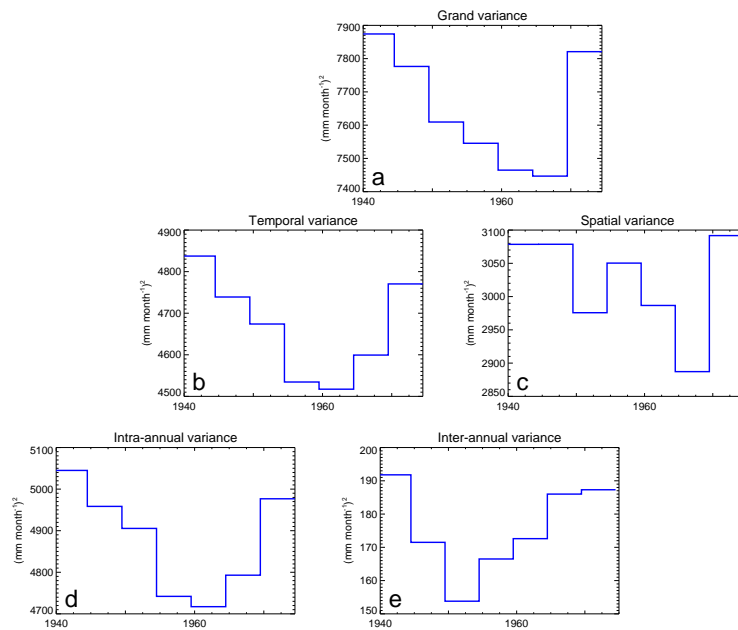 Grand variance
(mm month⁻¹)²
7900
7800
7700
7600
7500
7400
a
1940
1960
Temporal variance
(mm month⁻¹)²
4900
4800
4700
4600
4500
b
1940
1960
Spatial variance
(mm month⁻¹)²
3100
3050
3000
2950
2900
2850
c
1940
1960
Intra-annual variance
(mm month⁻¹)²
5100
5000
4900
4800
4700
d
1940
1960
Inter-annual variance
(mm month⁻¹)²
200
190
180
170
160
150
e
1940
1960